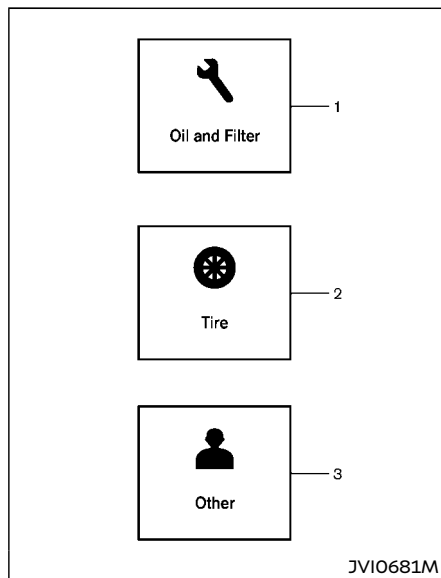 Oil and Filter
1
Tire
2
Other
3
JVI0681M